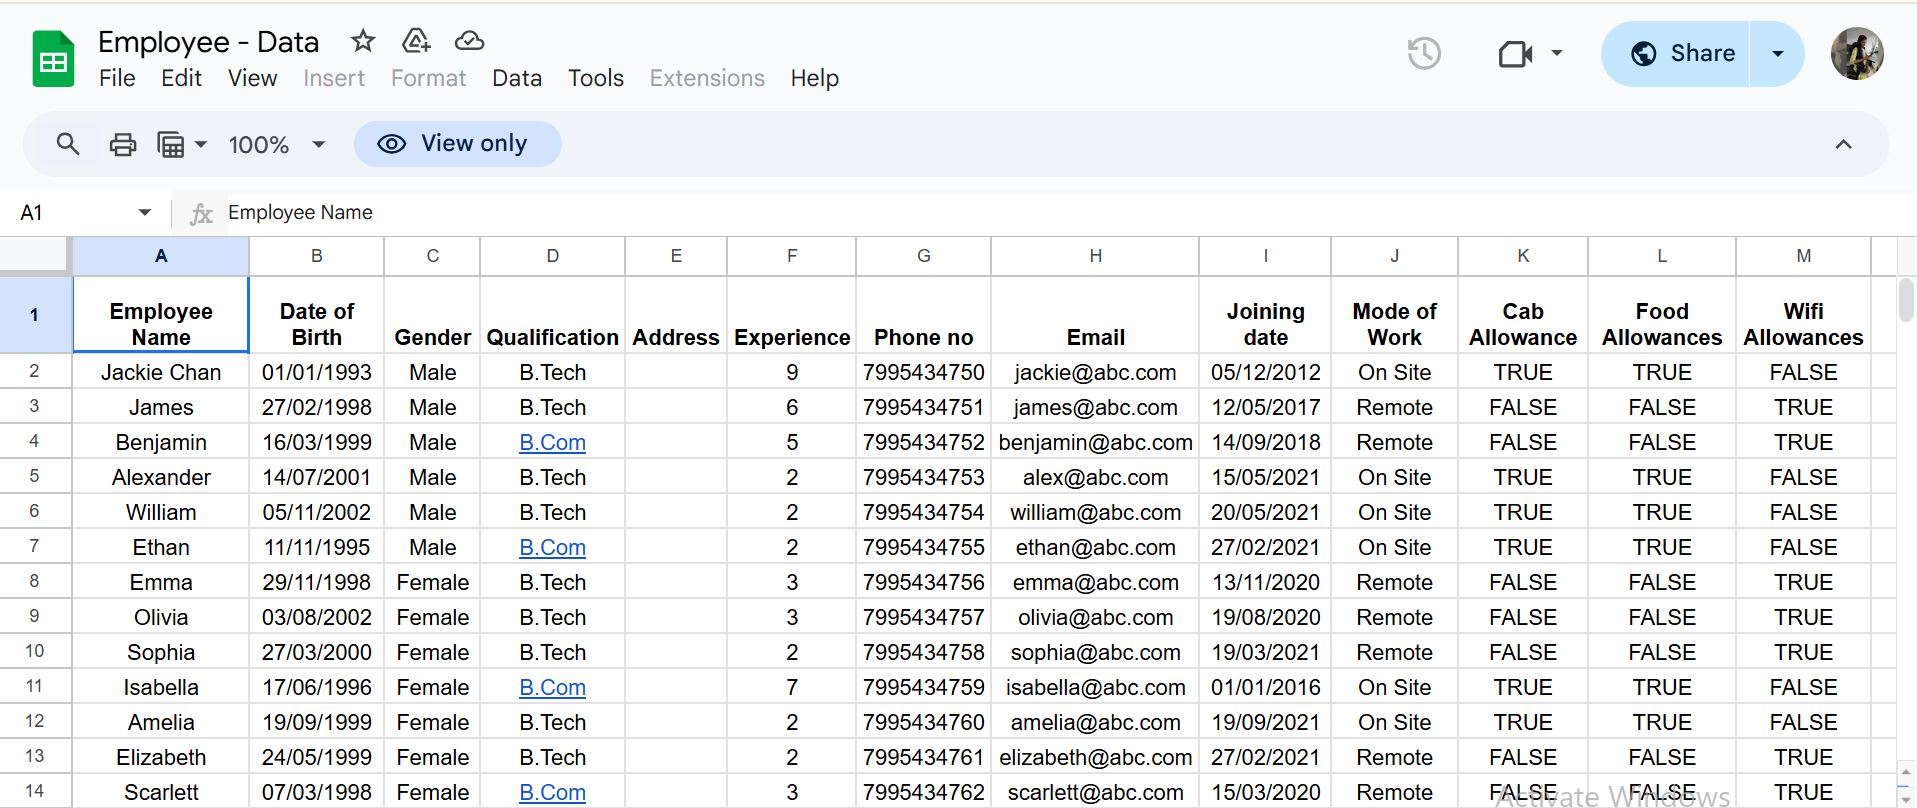 Employee - Data
File Edit View Insert Format Data Tools Extensions Help
Share
100%
View only
A1 fx Employee Name
A B C D E F G H I J K L M
1 Employee Name Date of Birth Gender Qualification Address Experience Phone no Email Joining date Mode of Work Cab Allowance Food Allowances Wifi Allowances
2 Jackie Chan 01/01/1993 Male B.Tech 9 7995434750 jackie@abc.com 05/12/2012 On Site TRUE TRUE FALSE
3 James 27/02/1998 Male B.Tech 6 7995434751 james@abc.com 12/05/2017 Remote FALSE FALSE TRUE
4 Benjamin 16/03/1999 Male B.Com 5 7995434752 benjamin@abc.com 14/09/2018 Remote FALSE FALSE TRUE
5 Alexander 14/07/2001 Male B.Tech 2 7995434753 alex@abc.com 15/05/2021 On Site TRUE TRUE FALSE
6 William 05/11/2002 Male B.Tech 2 7995434754 william@abc.com 20/05/2021 On Site TRUE TRUE FALSE
7 Ethan 11/11/1995 Male B.Com 2 7995434755 ethan@abc.com 27/02/2021 On Site TRUE TRUE FALSE
8 Emma 29/11/1998 Female B.Tech 3 7995434756 emma@abc.com 13/11/2020 Remote FALSE FALSE TRUE
9 Olivia 03/08/2002 Female B.Tech 3 7995434757 olivia@abc.com 19/08/2020 Remote FALSE FALSE TRUE
10 Sophia 27/03/2000 Female B.Tech 2 7995434758 sophia@abc.com 19/03/2021 Remote FALSE FALSE TRUE
11 Isabella 17/06/1996 Female B.Com 7 7995434759 isabella@abc.com 01/01/2016 On Site TRUE TRUE FALSE
12 Amelia 19/09/1999 Female B.Tech 2 7995434760 amelia@abc.com 19/09/2021 On Site TRUE TRUE FALSE
13 Elizabeth 24/05/1999 Female B.Tech 2 7995434761 elizabeth@abc.com 27/02/2021 Remote FALSE FALSE TRUE
14 Scarlett 07/03/1998 Female B.Com 3 7995434762 scarlett@abc.com 15/03/2020 Remote FALSE FALSE TRUE
Activate Windows